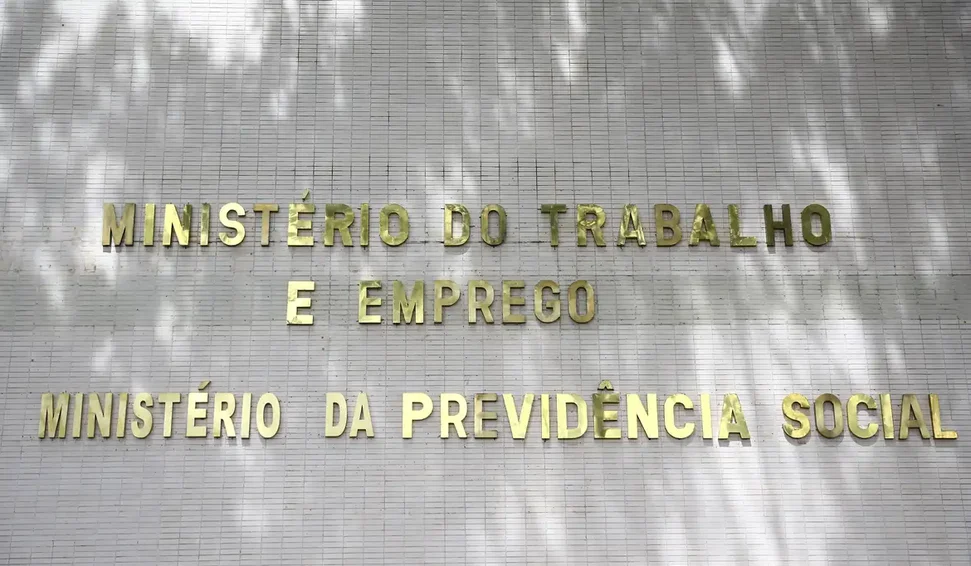 MINISTÉRIO DO TRABALHO
E EMPREGO
MINISTÉRIO DA PREVIDÊNCIA SOCIAL